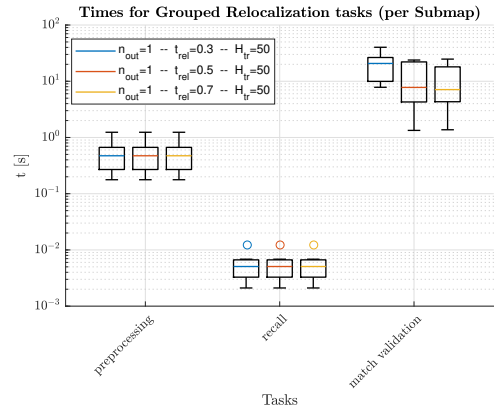 Times for Grouped Relocalization tasks (per Submap)
n_out=1 -- t_rel=0.3 -- H_tr=50
n_out=1 -- t_rel=0.5 -- H_tr=50
n_out=1 -- t_rel=0.7 -- H_tr=50
10^2
10^1
10^0
10^-1
10^-2
10^-3
t [s]
preprocessing
recall
match validation
Tasks